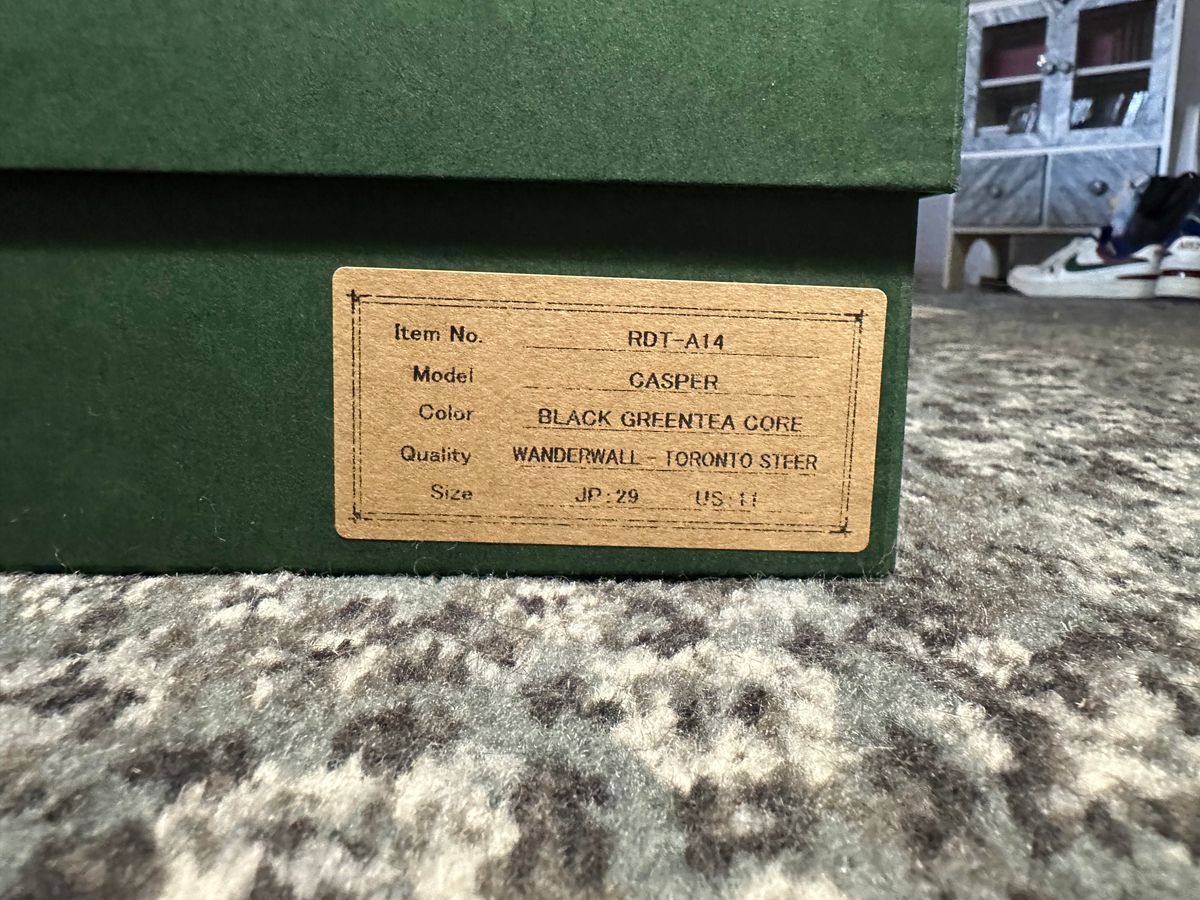 Item No. RDT-A14
Model CASPER
Color BLACK GREENTEA CORE
Quality WANDERWALL - TORONTO STEER
Size JP:29 US:11